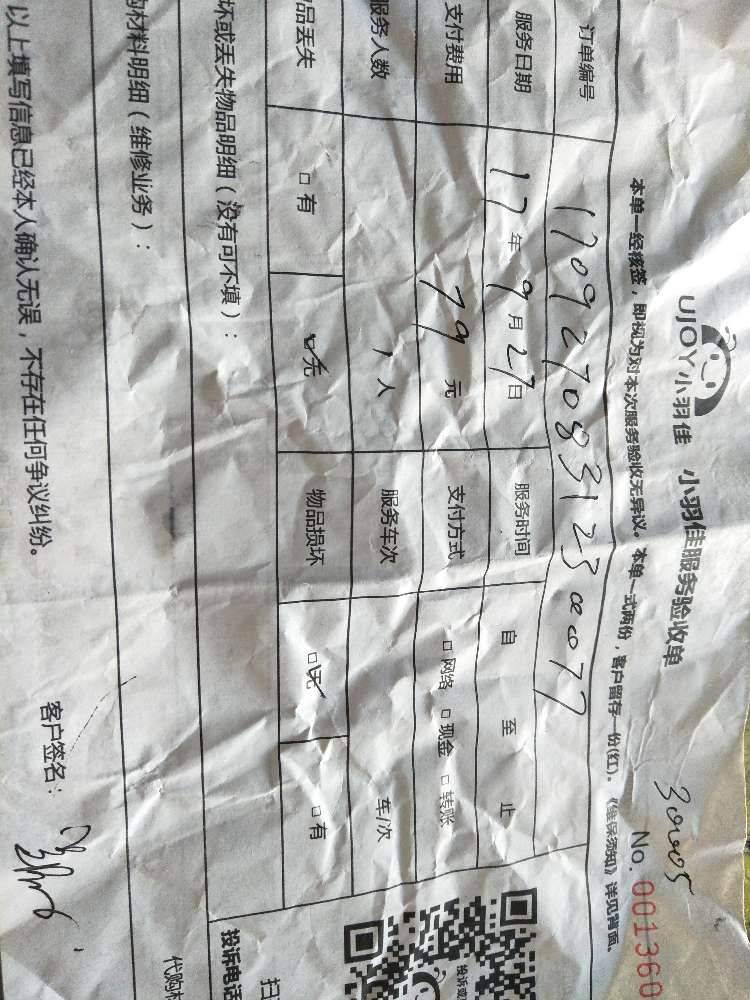 30005
UJOY小羽佳 小羽佳服务验收单 No. 001360
本单一经核签，即视为对本次服务验收无异议。本单一式两份，客户留存一份(红)。《维保须知》详见背面。
订单编号
服务日期 17年9月27日 服务时间 自 至 止
支付费用 79元 支付方式 □网络 □现金 □转账
服务人数 1人 服务车次 车/次
品丢失 □有 □无 物品损坏 □无 □有
坏或丢失物品明细（没有可不填）：
材料明细（维修业务）：
以上填写信息已经本人确认无误，不存在任何争议纠纷。
客户签名：
投诉或
扫
投诉电话
代购